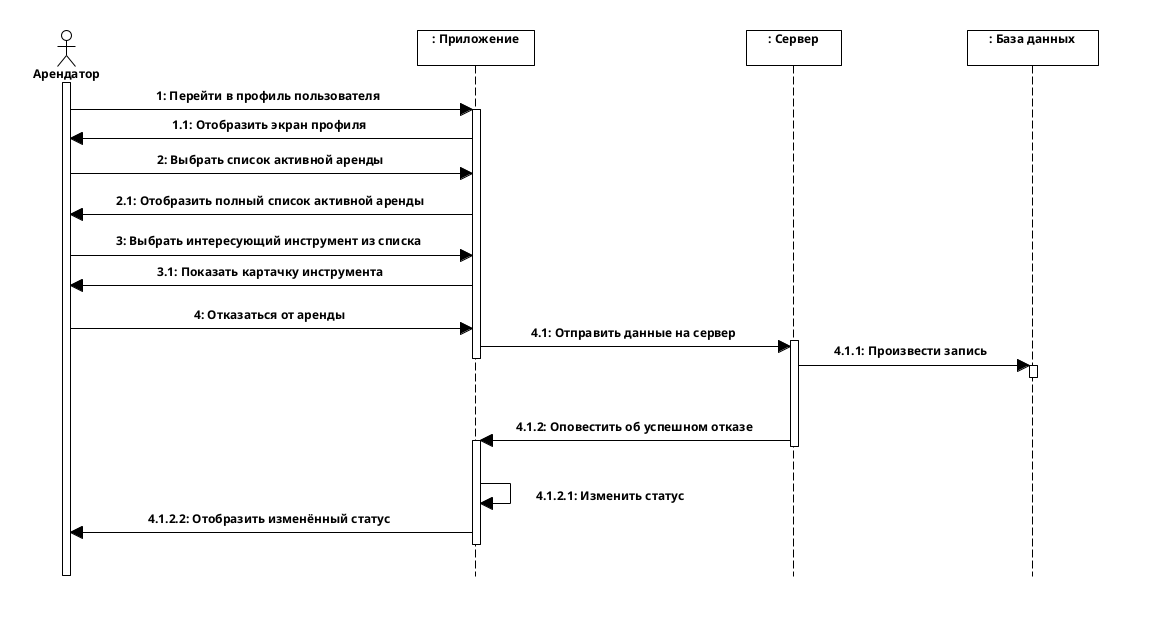 Арендатор
: Приложение
: Сервер
: База данных
1: Перейти в профиль пользователя
1.1: Отобразить экран профиля
2: Выбрать список активной аренды
2.1: Отобразить полный список активной аренды
3: Выбрать интересующий инструмент из списка
3.1: Показать картачку инструмента
4: Отказаться от аренды
4.1: Отправить данные на сервер
4.1.1: Произвести запись
4.1.2: Оповестить об успешном отказе
4.1.2.1: Изменить статус
4.1.2.2: Отобразить изменённый статус